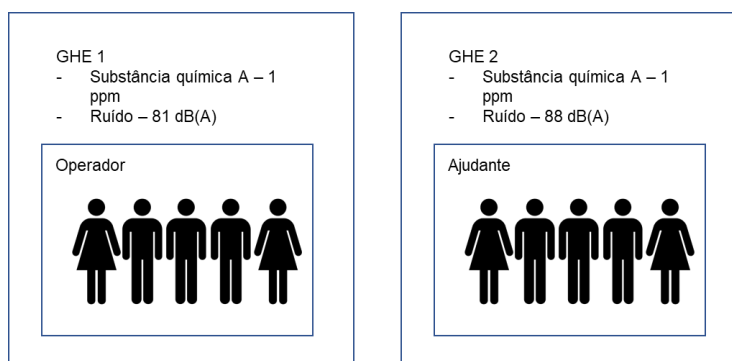 GHE 1
- Substância química A – 1
ppm
- Ruído – 81 dB(A)
Operador
GHE 2
- Substância química A – 1
ppm
- Ruído – 88 dB(A)
Ajudante